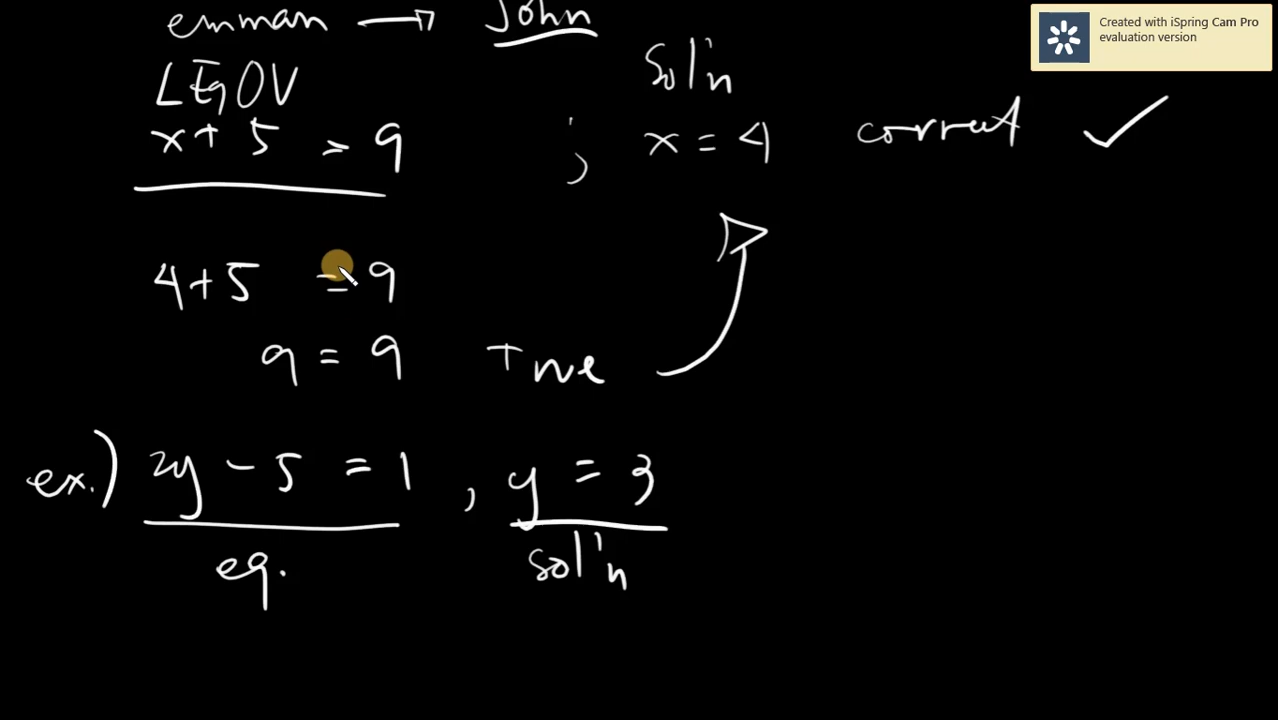 emman → John
LEqOV
sol'n
x + 5 = 9 ; x = 4 correct ✓
4 + 5 = 9
9 = 9 True
ex.) 2y - 5 = 1 , y = 3
eq. sol'n
Created with iSpring Cam Pro
evaluation version